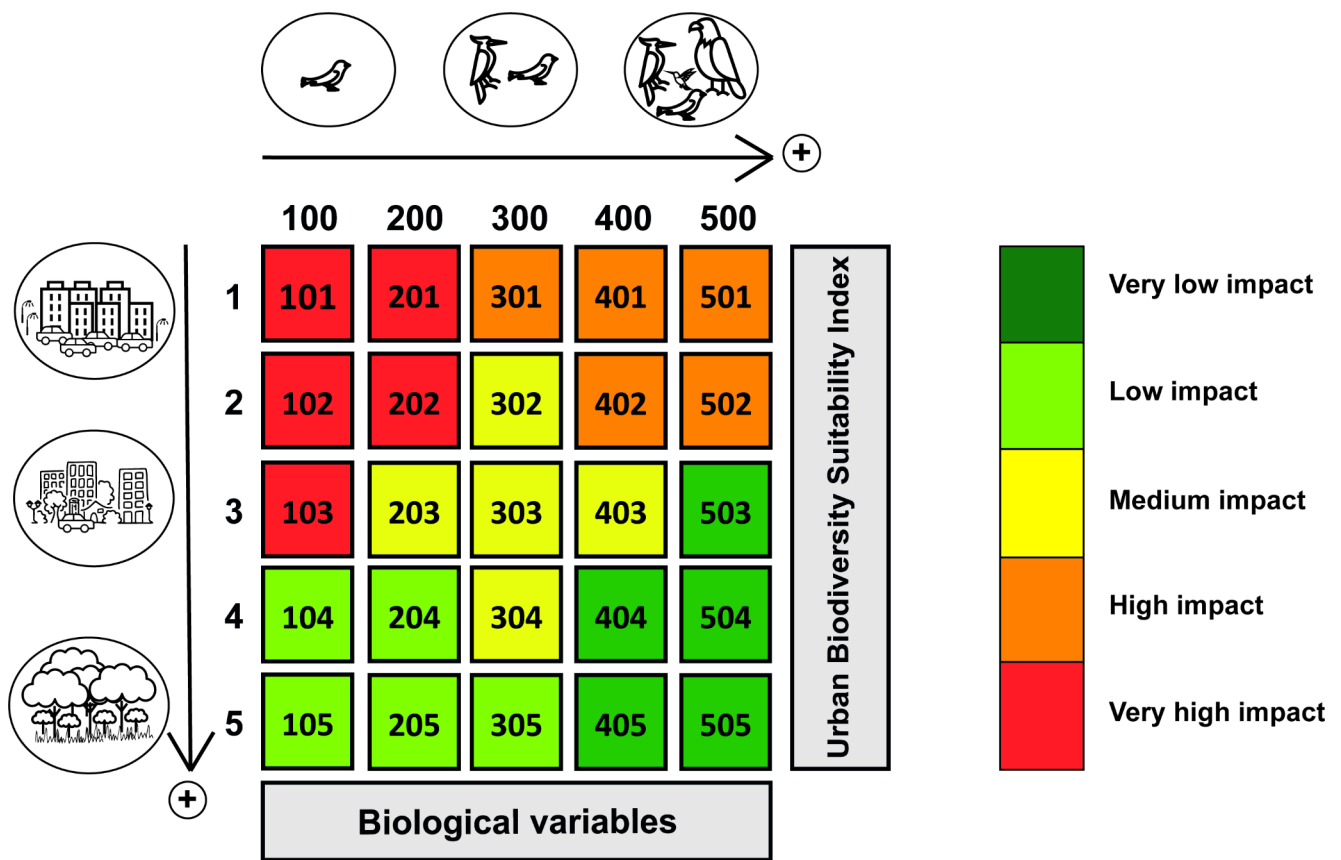 +
100 200 300 400 500
1 101 201 301 401 501
2 102 202 302 402 502
3 103 203 303 403 503
4 104 204 304 404 504
5 105 205 305 405 505
+
Biological variables
Urban Biodiversity Suitability Index
Very low impact
Low impact
Medium impact
High impact
Very high impact